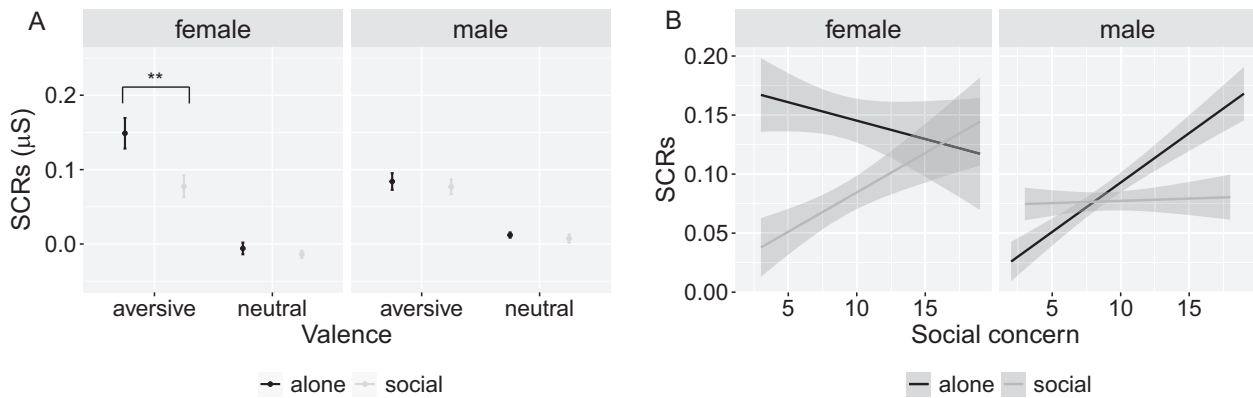 A
female
male
**
SCRs (μS)
0.2
0.1
0.0
aversive
neutral
aversive
neutral
Valence
alone
social
B
female
male
SCRs
0.20
0.15
0.10
0.05
0.00
5
10
15
5
10
15
Social concern
alone
social